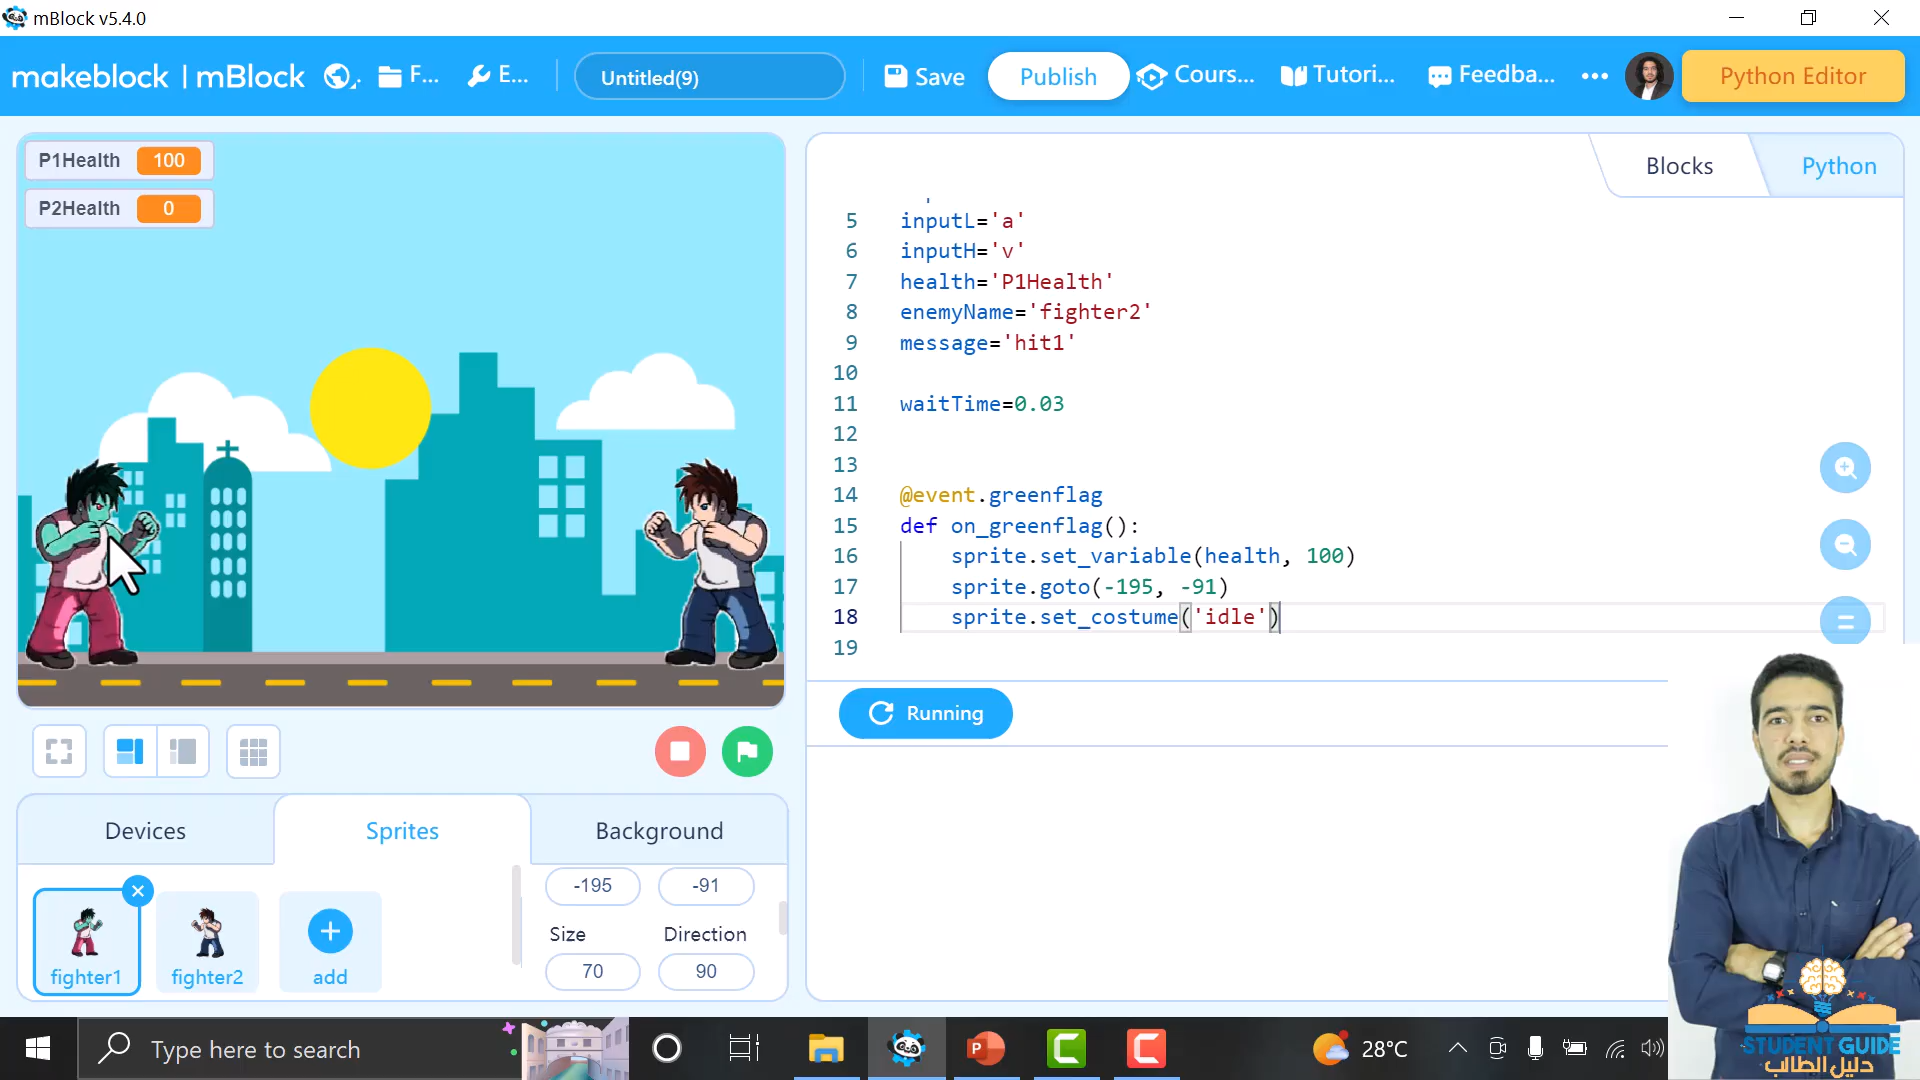 mBlock v5.4.0
makeblock | mBlock
F...
E...
Untitled(9)
Save
Publish
Cours...
Tutori...
Feedba...
Python Editor
P1Health 100
P2Health 0
Blocks
Python
5 inputL='a'
6 inputH='v'
7 health='P1Health'
8 enemyName='fighter2'
9 message='hit1'
10
11 waitTime=0.03
12
13
14 @event.greenflag
15 def on_greenflag():
16 sprite.set_variable(health, 100)
17 sprite.goto(-195, -91)
18 sprite.set_costume('idle')
19
Running
Devices
Sprites
Background
-195 -91
Size Direction
70 90
fighter1
fighter2
add
Type here to search
28°C
STUDENT GUIDE
دليل الطالب